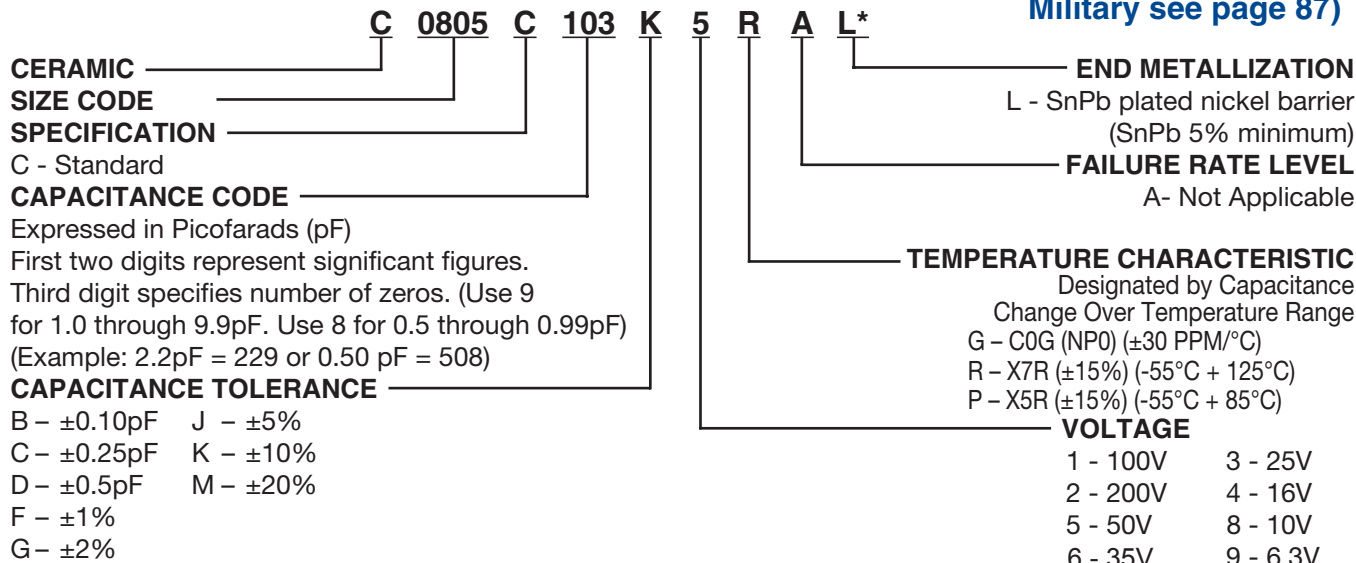 Military see page 87)
C 0805 C 103 K 5 R A L*
CERAMIC
SIZE CODE
SPECIFICATION
C - Standard
CAPACITANCE CODE
Expressed in Picofarads (pF)
First two digits represent significant figures.
Third digit specifies number of zeros. (Use 9
for 1.0 through 9.9pF. Use 8 for 0.5 through 0.99pF)
(Example: 2.2pF = 229 or 0.50 pF = 508)
CAPACITANCE TOLERANCE
B – ±0.10pF J – ±5%
C – ±0.25pF K – ±10%
D – ±0.5pF M – ±20%
F – ±1%
G – ±2%
END METALLIZATION
L - SnPb plated nickel barrier
(SnPb 5% minimum)
FAILURE RATE LEVEL
A- Not Applicable
TEMPERATURE CHARACTERISTIC
Designated by Capacitance
Change Over Temperature Range
G – C0G (NP0) (±30 PPM/°C)
R – X7R (±15%) (-55°C + 125°C)
P – X5R (±15%) (-55°C + 85°C)
VOLTAGE
1 - 100V 3 - 25V
2 - 200V 4 - 16V
5 - 50V 8 - 10V
6 - 35V 9 - 6.3V